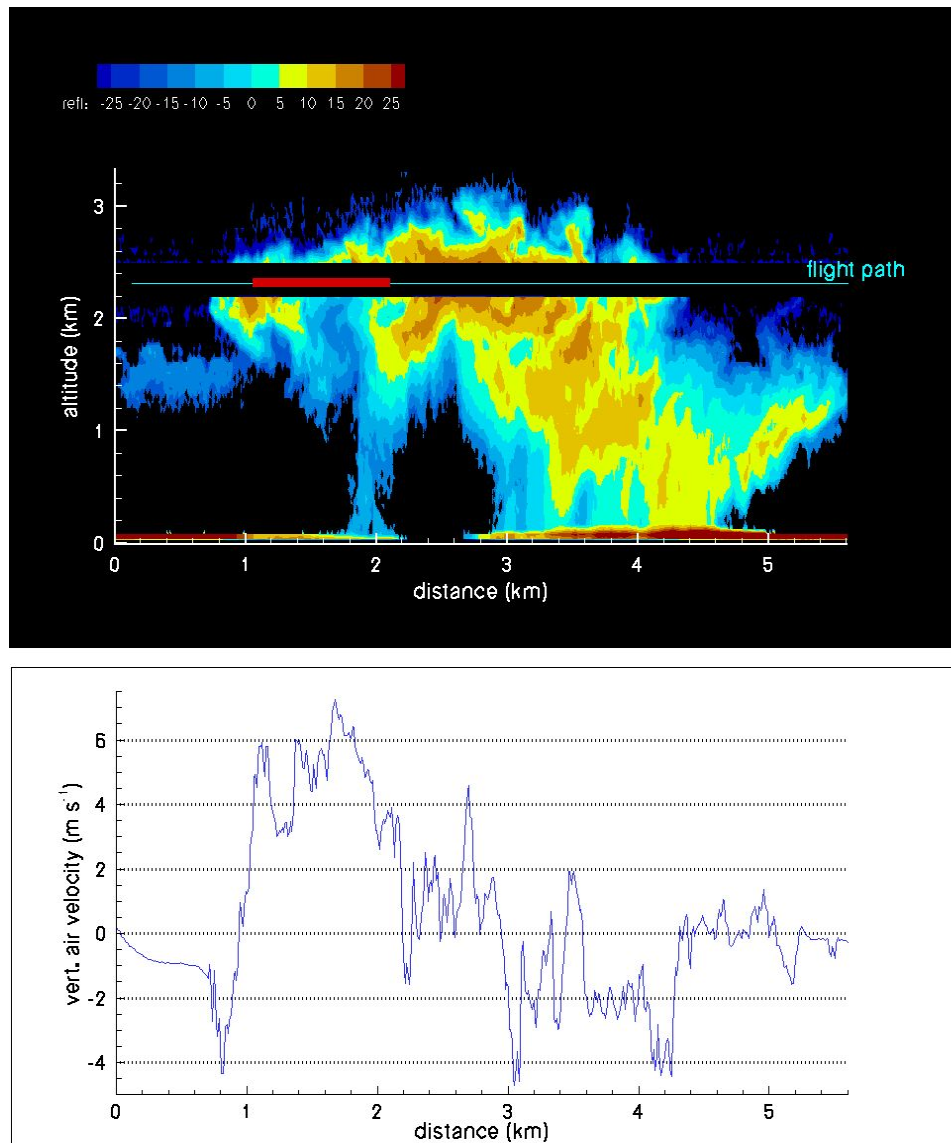 refl: -25 -20 -15 -10 -5 0 5 10 15 20 25
3
flight path
2
altitude (km)
1
0
0 1 2 3 4 5
distance (km)
6
4
vert. air velocity (m s⁻¹)
2
0
-2
-4
0 1 2 3 4 5
distance (km)